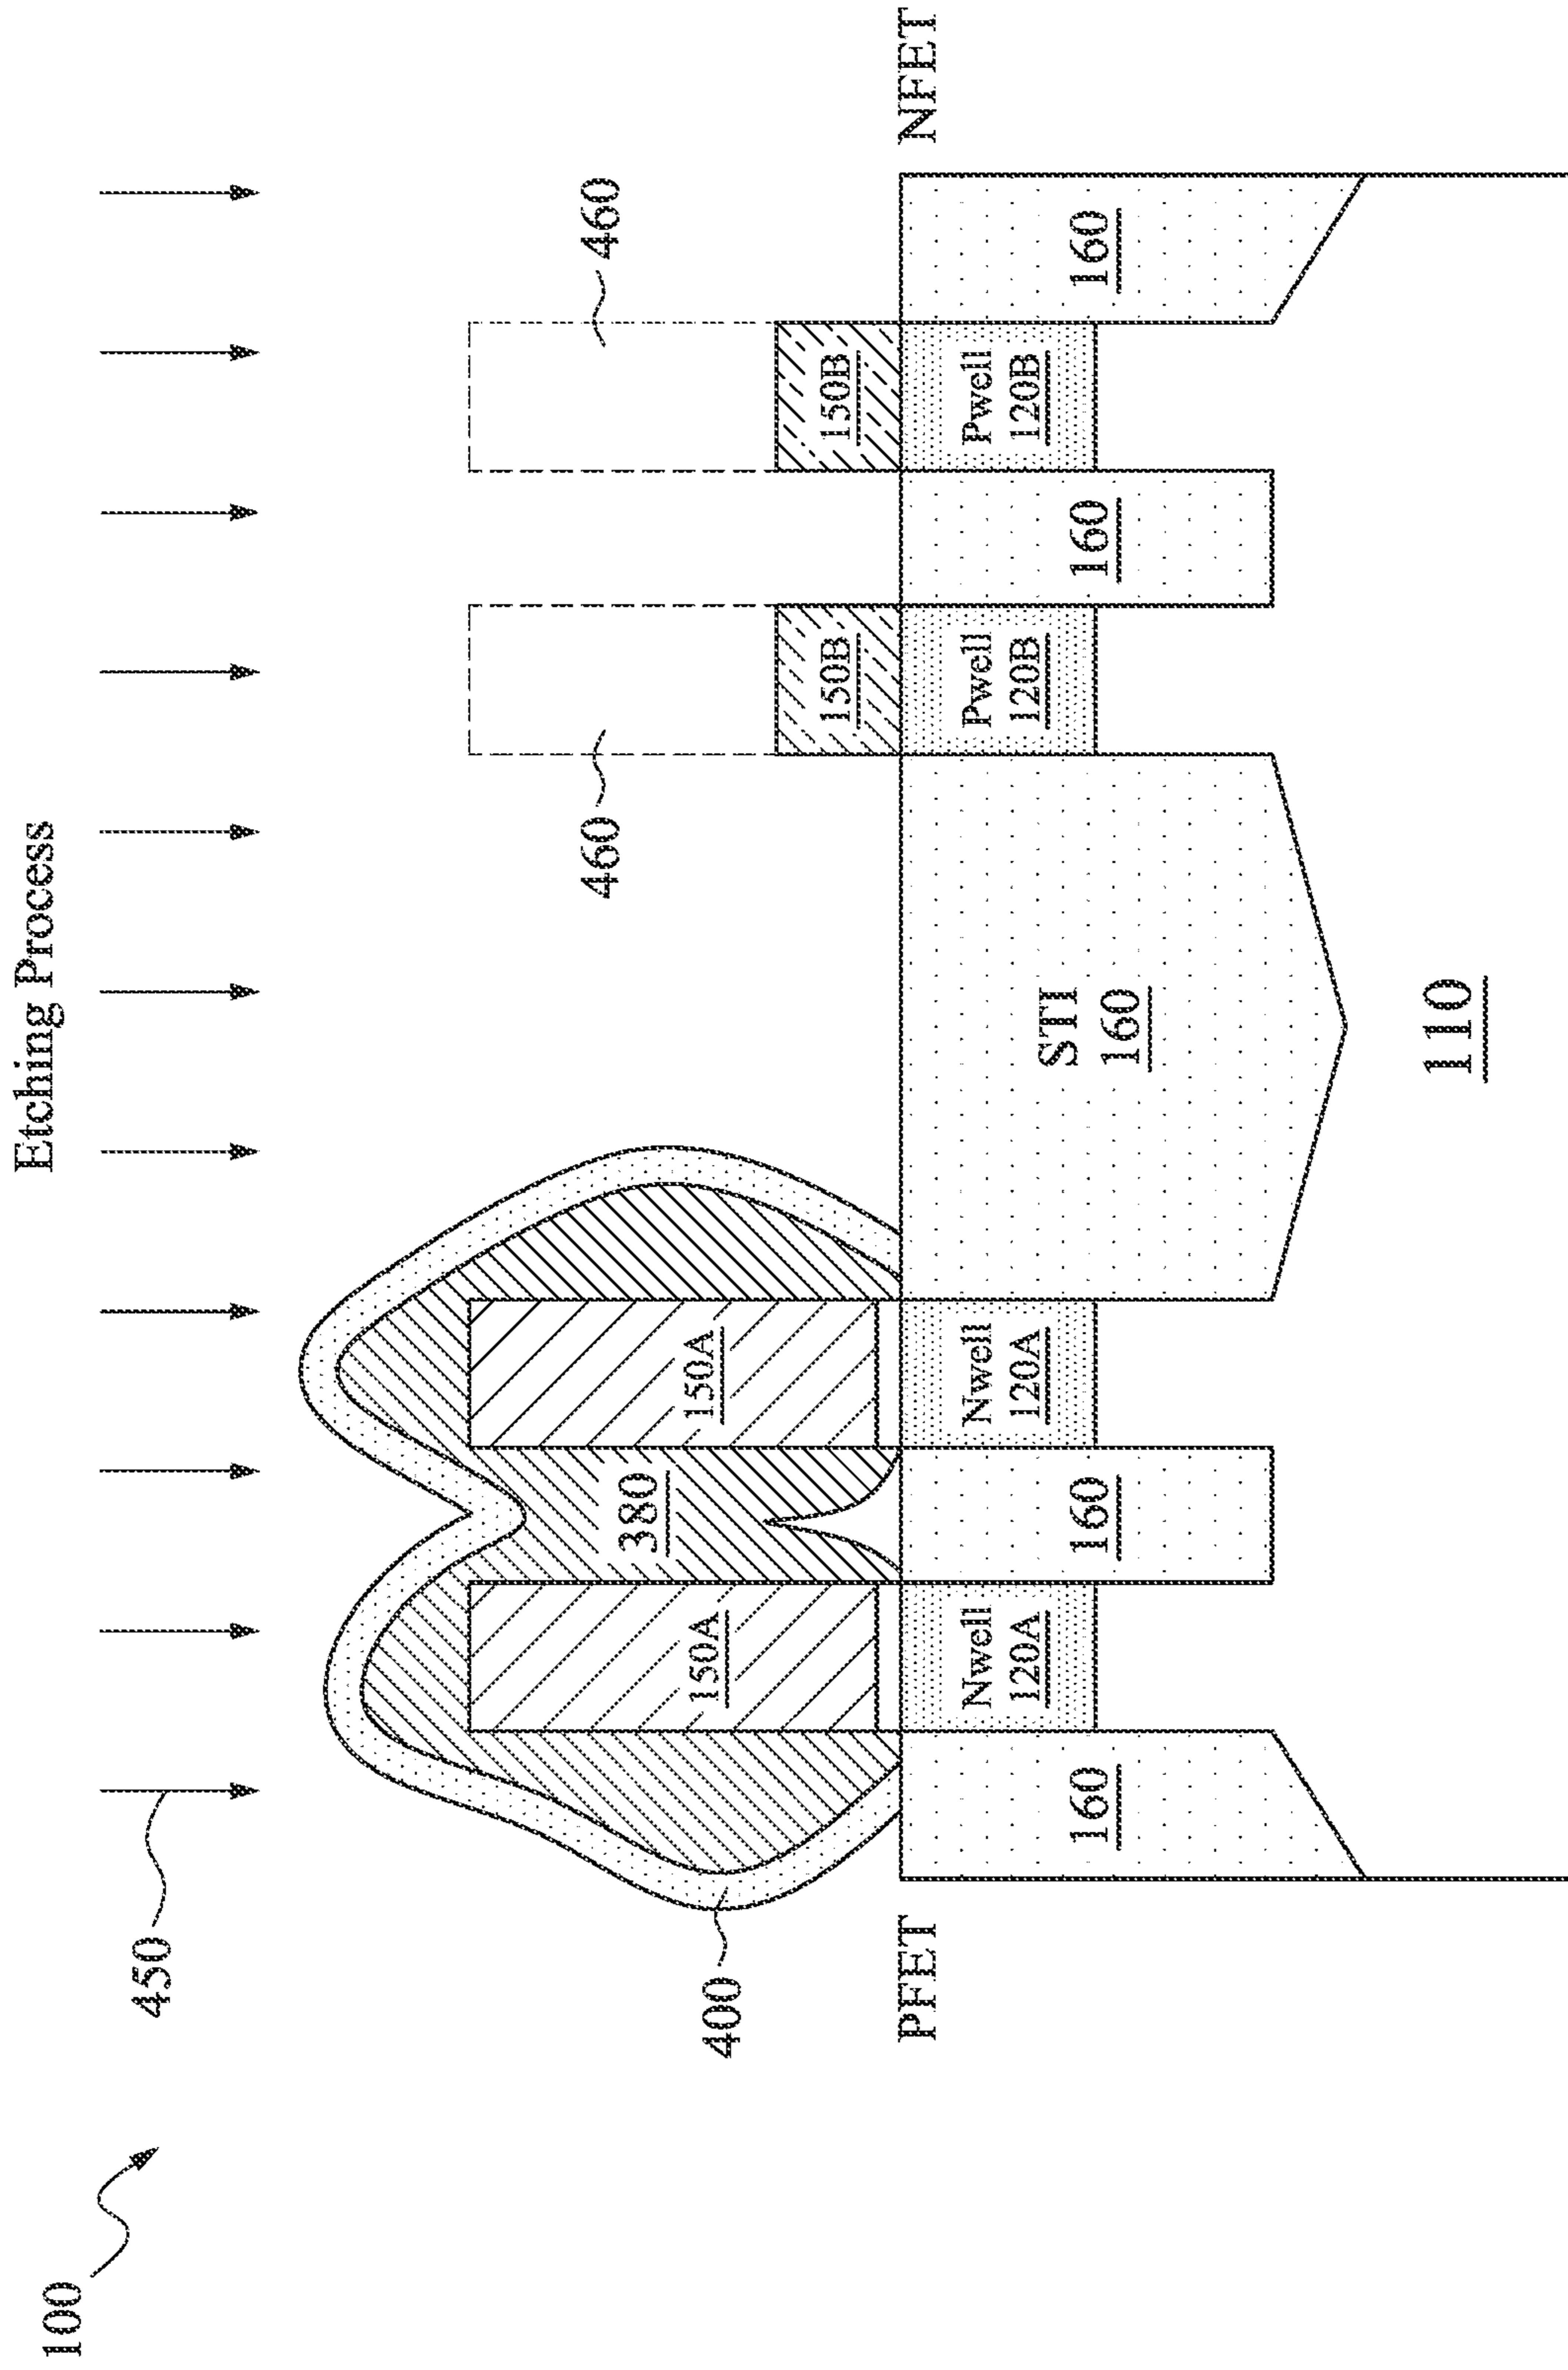 Etching Process
100
450
460
460
400
380
150A
150A
150B
150B
PFET
NFET
Nwell
120A
Nwell
120A
Pwell
120B
Pwell
120B
160
160
STI
160
160
160
110